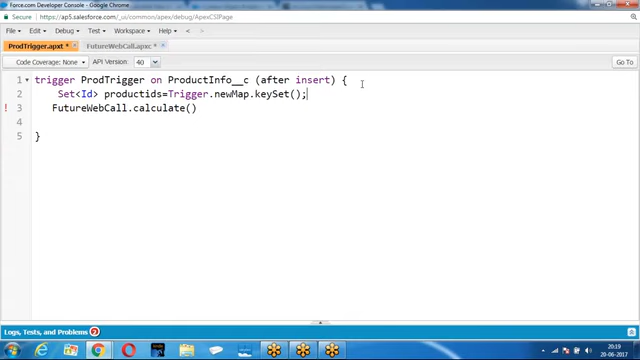 Force.com Developer Console - Google Chrome
https://ap5.salesforce.com/_ui/common/apex/debug/ApexCSIPage
File Edit Debug Test Workspace Help < >
ProdTrigger.apxt * × FutureWebCall.apxc * ×
Code Coverage: None API Version: 40 Go To
1 trigger ProdTrigger on ProductInfo__c (after insert) {
2 Set<Id> productids=Trigger.newMap.keySet();
3 FutureWebCall.calculate()
4
5 }
Logs, Tests, and Problems 2
20:19
20-06-2017